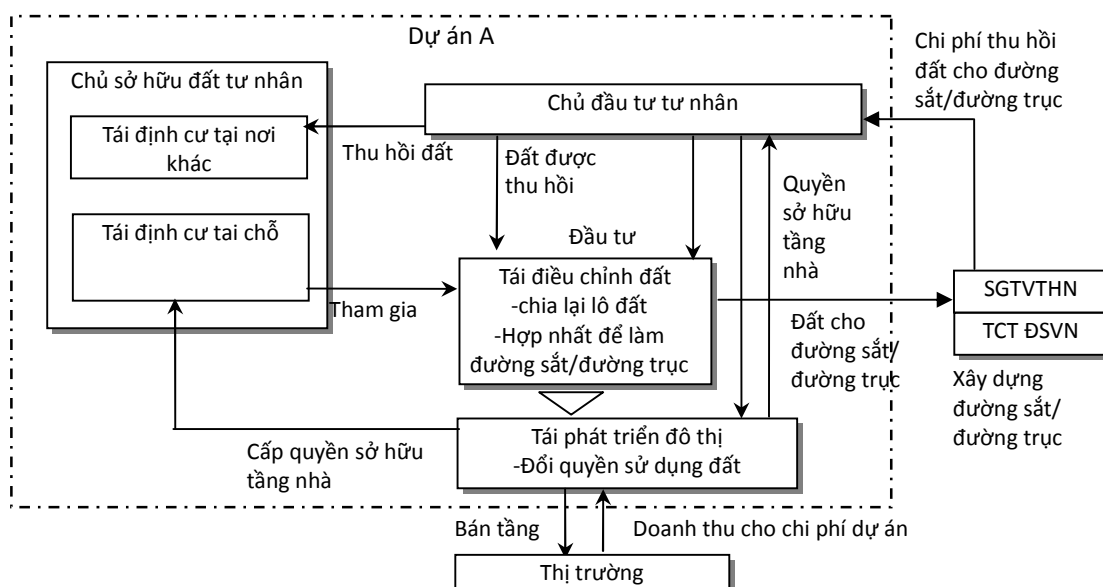 Dự án A
Chi phí thu hồi
đất cho đường
sắt/đường trục
Chủ sở hữu đất tư nhân
Chủ đầu tư tư nhân
Tái định cư tại nơi
khác
Thu hồi đất
Đất được
thu hồi
Quyền
sở hữu
tầng
nhà
Tái định cư tai chỗ
Đầu tư
Tái điều chỉnh đất
-chia lại lô đất
-Hợp nhất để làm
đường sắt/đường trục
Tham gia
SGTVTHN
TCT ĐSVN
Đất cho
đường sắt/
đường trục
Xây dựng
đường sắt/
đường trục
Cấp quyền sở hữu
tầng nhà
Tái phát triển đô thị
-Đổi quyền sử dụng đất
Bán tầng
Doanh thu cho chi phí dự án
Thị trường